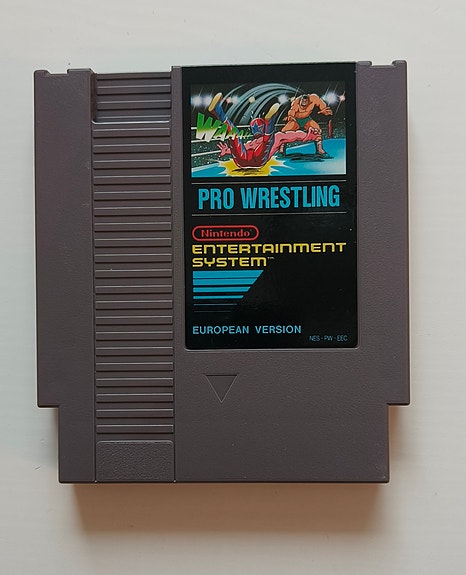 WHAM
PRO WRESTLING
Nintendo®
ENTERTAINMENT
SYSTEM™
EUROPEAN VERSION
NES-PW-EEC